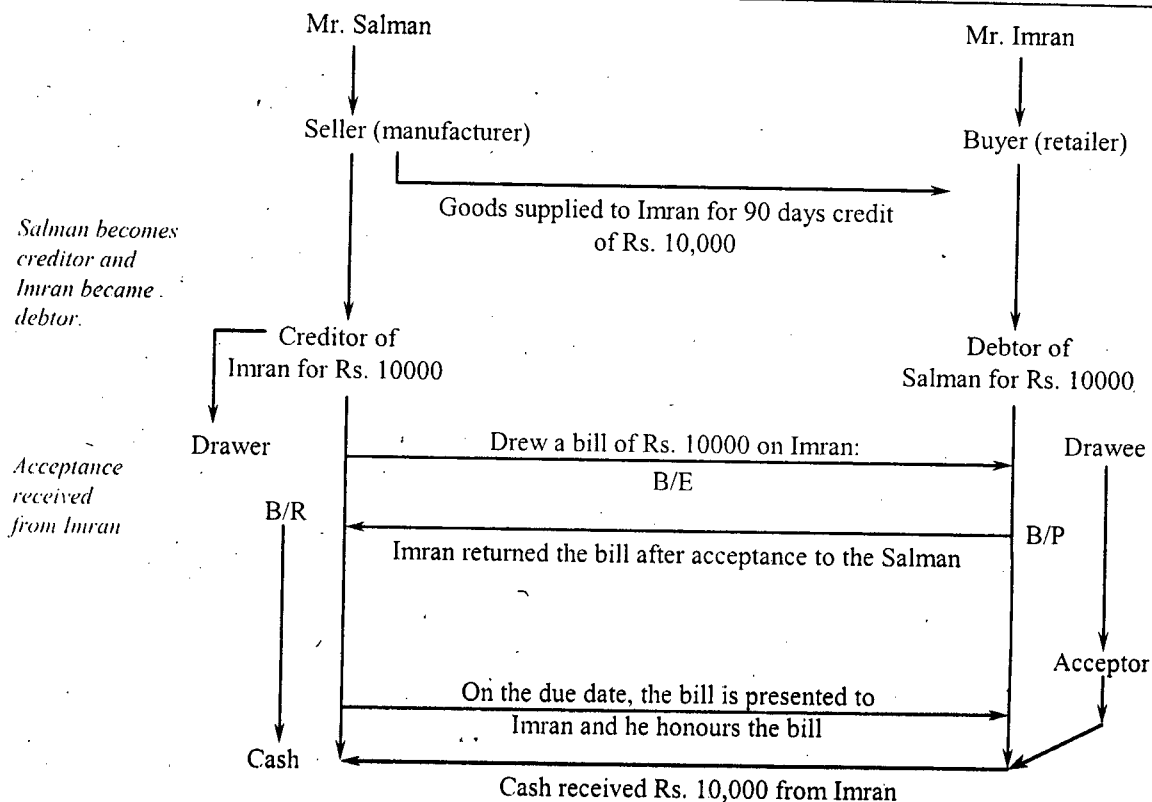 Mr. Salman
Mr. Imran
Seller (manufacturer)
Buyer (retailer)
Goods supplied to Imran for 90 days credit
of Rs. 10,000
Salman becomes
creditor and
Imran became
debtor.
Creditor of
Imran for Rs. 10000
Debtor of
Salman for Rs. 10000
Drawer
Drew a bill of Rs. 10000 on Imran:
Drawee
B/E
Acceptance
received
from Imran
B/R
B/P
Imran returned the bill after acceptance to the Salman
Acceptor
On the due date, the bill is presented to
Imran and he honours the bill
Cash
Cash received Rs. 10,000 from Imran